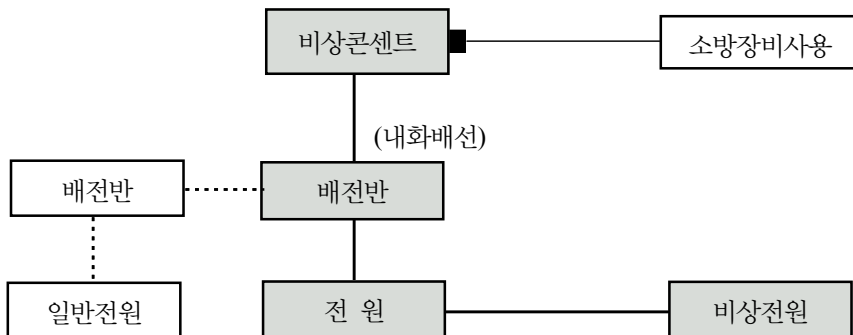 비상콘센트
소방장비사용
(내화배선)
배전반
배전반
일반전원
전 원
비상전원